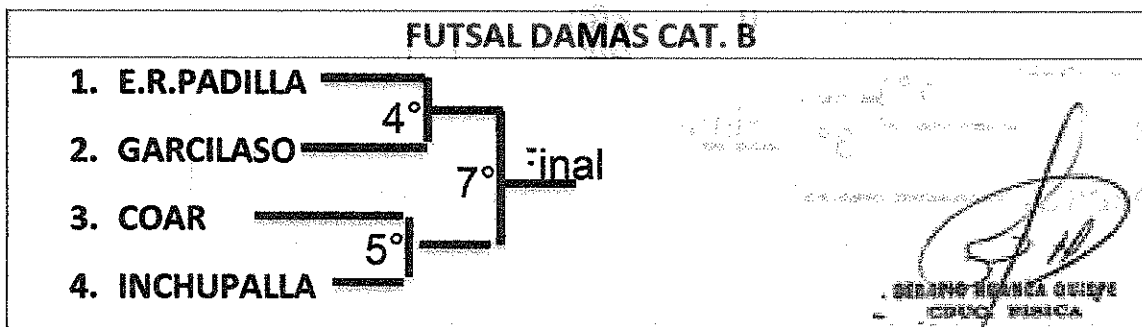 FUTSAL DAMAS CAT. B
1. E.R.PADILLA
4°
2. GARCILASO
7° Final
3. COAR
5°
4. INCHUPALLA